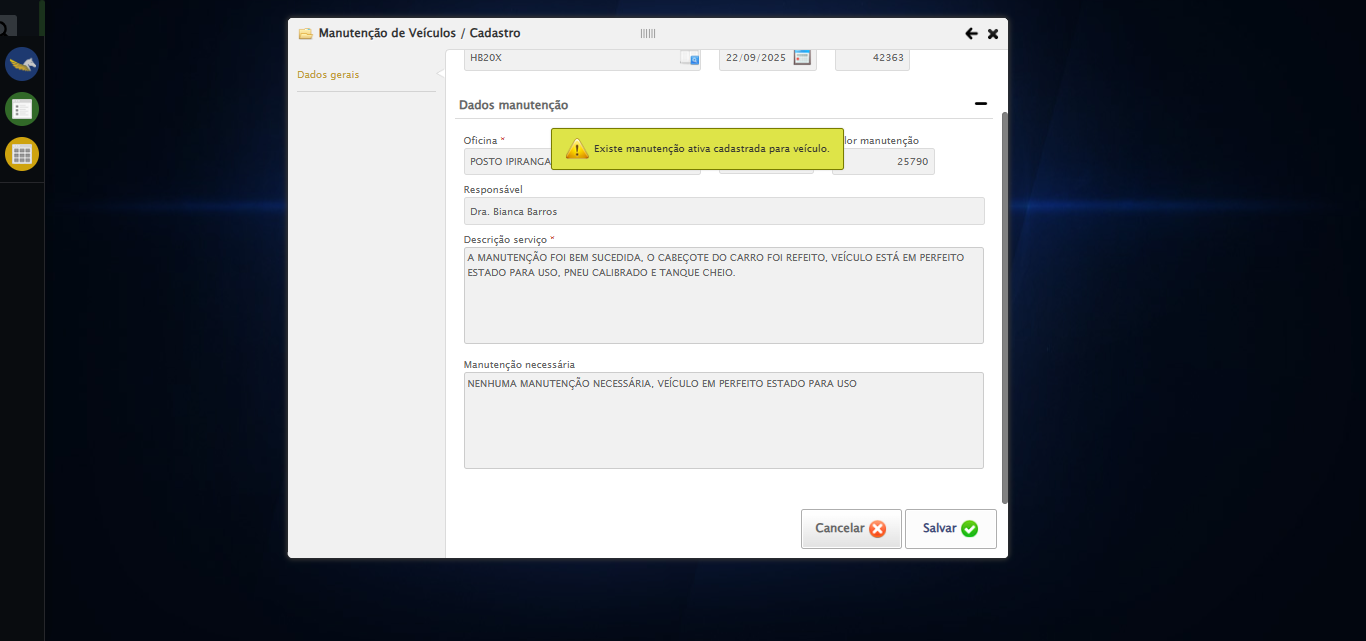 Manutenção de Veículos / Cadastro
Dados gerais
HB20X
22/09/2025
42363
Dados manutenção
Oficina *
lor manutenção
Existe manutenção ativa cadastrada para veículo.
POSTO IPIRANGA
25790
Responsável
Dra. Bianca Barros
Descrição serviço *
A MANUTENÇÃO FOI BEM SUCEDIDA, O CABEÇOTE DO CARRO FOI REFEITO, VEÍCULO ESTÁ EM PERFEITO
ESTADO PARA USO, PNEU CALIBRADO E TANQUE CHEIO.
Manutenção necessária
NENHUMA MANUTENÇÃO NECESSÁRIA, VEÍCULO EM PERFEITO ESTADO PARA USO
Cancelar
Salvar